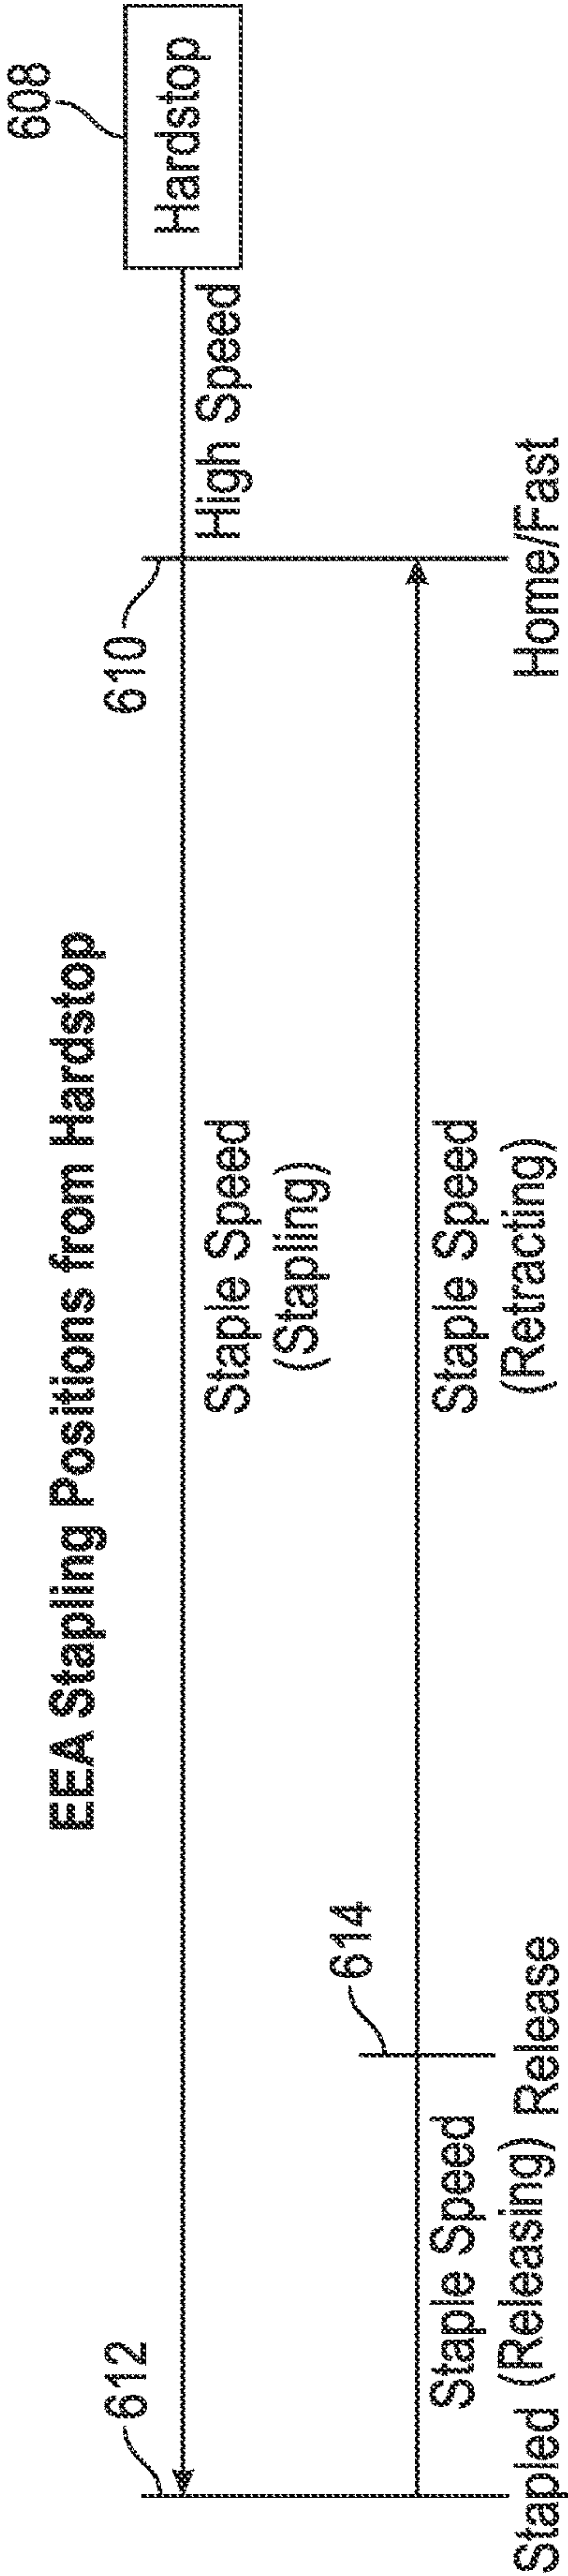 EEA Stapling Positions from Hardstop
612
610
608
Hardstop
High Speed
Staple Speed
(Stapling)
614
Staple Speed
(Releasing)
Staple Speed
(Retracting)
Stapled
Release
Home/Fast